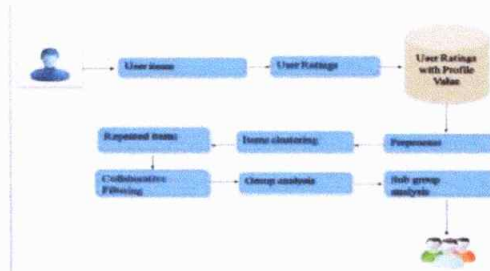 User items
User Ratings
User Ratings
with Profile
Value
Repeated items
Items clustering
Preprocess
Collaborative
Filtering
Group analysis
Sub group
analysis